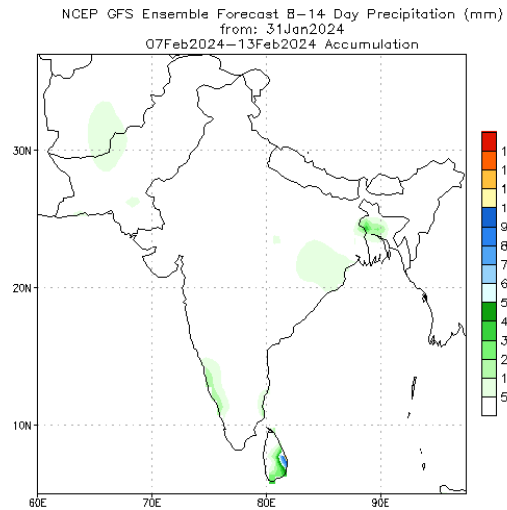 NCEP GFS Ensemble Forecast 8-14 Day Precipitation (mm)
from: 31Jan2024
07Feb2024-13Feb2024 Accumulation
30N
20N
10N
60E
70E
80E
90E
1
1
1
1
1
9
8
7
6
5
4
3
2
1
5